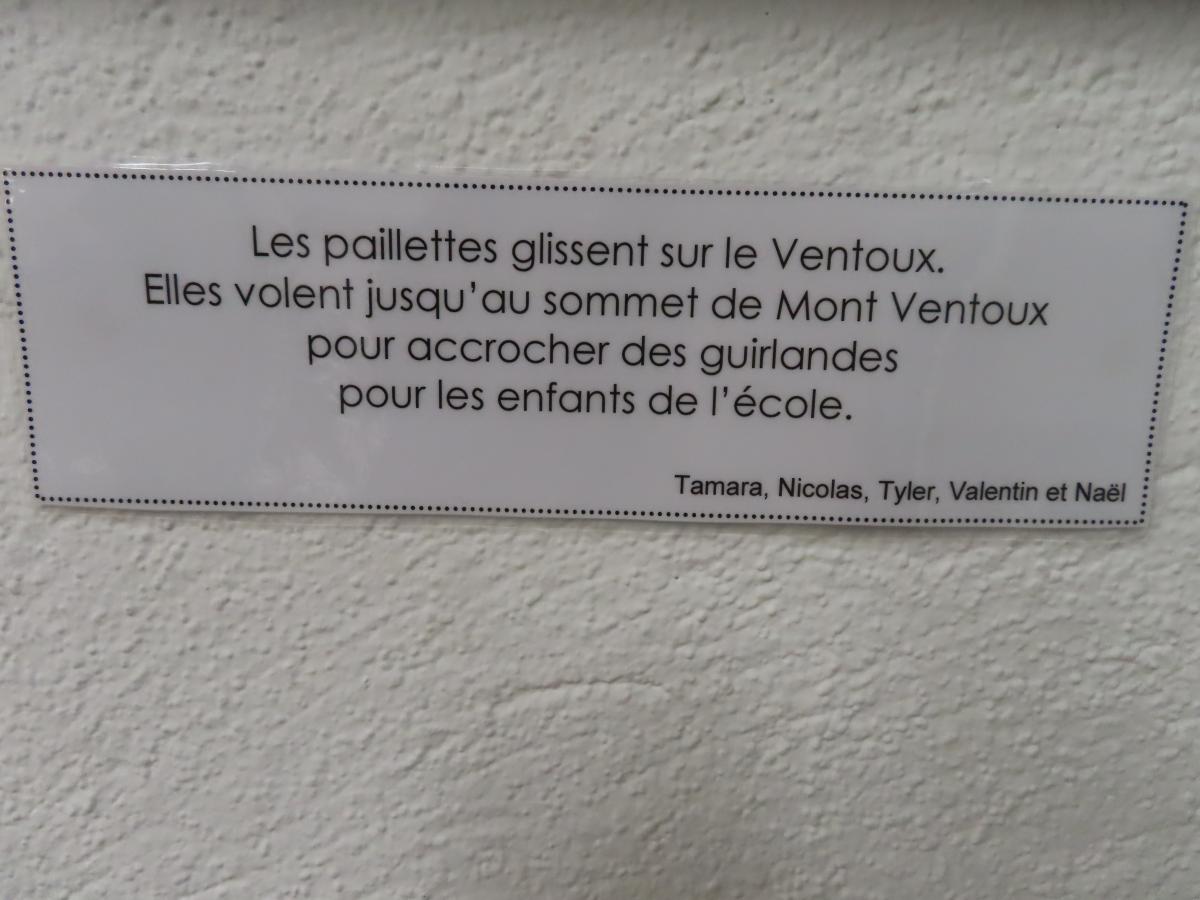 Les paillettes glissent sur le Ventoux.
Elles volent jusqu'au sommet de Mont Ventoux
pour accrocher des guirlandes
pour les enfants de l'école.
Tamara, Nicolas, Tyler, Valentin et Naël